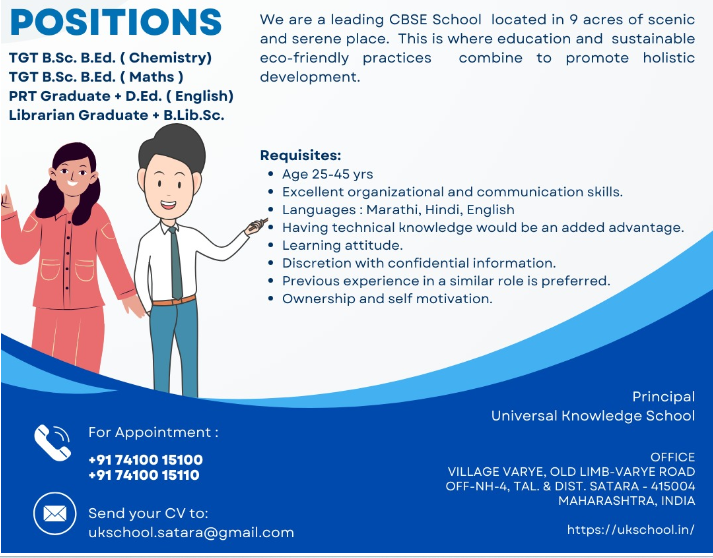 POSITIONS
TGT B.Sc. B.Ed. ( Chemistry)
TGT B.Sc. B.Ed. ( Maths )
PRT Graduate + D.Ed. ( English)
Librarian Graduate + B.Lib.Sc.
We are a leading CBSE School located in 9 acres of scenic
and serene place. This is where education and sustainable
eco-friendly practices combine to promote holistic
development.
Requisites:
• Age 25-45 yrs
• Excellent organizational and communication skills.
• Languages : Marathi, Hindi, English
• Having technical knowledge would be an added advantage.
• Learning attitude.
• Discretion with confidential information.
• Previous experience in a similar role is preferred.
• Ownership and self motivation.
For Appointment :
+91 74100 15100
+91 74100 15110
Send your CV to:
ukschool.satara@gmail.com
Principal
Universal Knowledge School
OFFICE
VILLAGE VARYE, OLD LIMB-VARYE ROAD
OFF-NH-4, TAL. & DIST. SATARA - 415004
MAHARASHTRA, INDIA
https://ukschool.in/